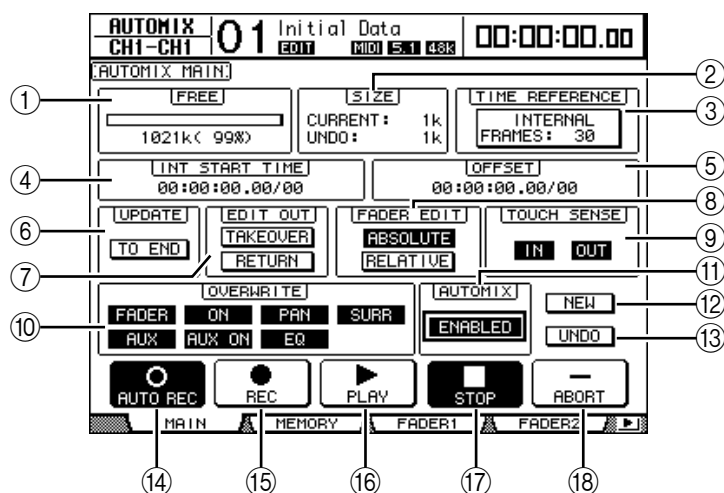 AUTOMIX
CH1-CH1
01
Initial Data
EDIT MIDI 5.1 48k
00:00:00.00
AUTOMIX MAIN
① FREE
1021k( 99%)
② SIZE
CURRENT: 1k
UNDO: 1k
③ TIME REFERENCE
INTERNAL
FRAMES: 30
④ INT START TIME
00:00:00.00/00
⑤ OFFSET
00:00:00.00/00
⑥ UPDATE
TO END
⑦ EDIT OUT
TAKEOVER
RETURN
⑧ FADER EDIT
ABSOLUTE
RELATIVE
⑨ TOUCH SENSE
IN OUT
⑩ OVERWRITE
FADER ON PAN SURR
AUX AUX ON EQ
⑪ AUTOMIX
ENABLED
⑫ NEW
⑬ UNDO
AUTO REC REC PLAY STOP ABORT
MAIN MEMORY FADER1 FADER2
⑭ ⑮ ⑯ ⑰ ⑱